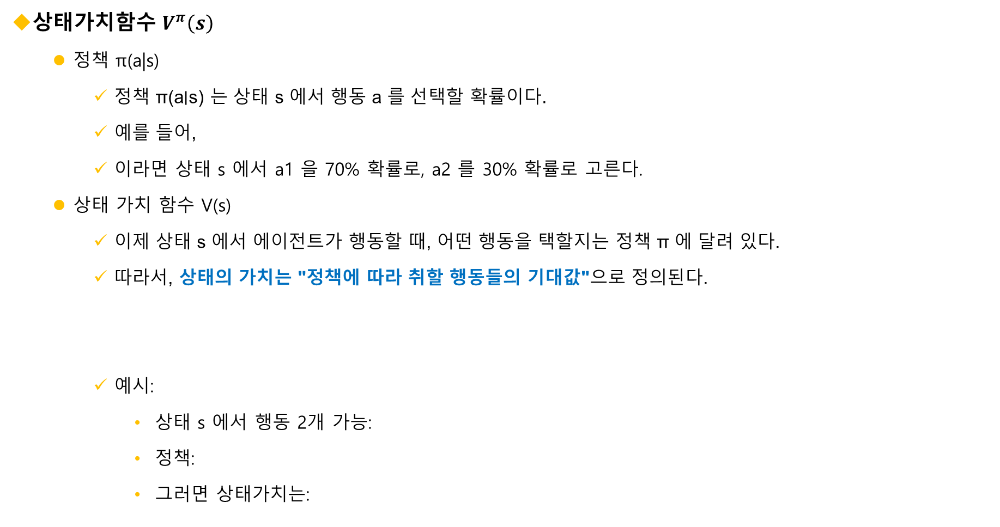 상태가치함수 V^π(s)
정책 π(a|s)
정책 π(a|s) 는 상태 s 에서 행동 a 를 선택할 확률이다.
예를 들어,
이라면 상태 s 에서 a1 을 70% 확률로, a2 를 30% 확률로 고른다.
상태 가치 함수 V(s)
이제 상태 s 에서 에이전트가 행동할 때, 어떤 행동을 택할지는 정책 π 에 달려 있다.
따라서, 상태의 가치는 "정책에 따라 취할 행동들의 기대값"으로 정의된다.
예시:
상태 s 에서 행동 2개 가능:
정책:
그러면 상태가치는: